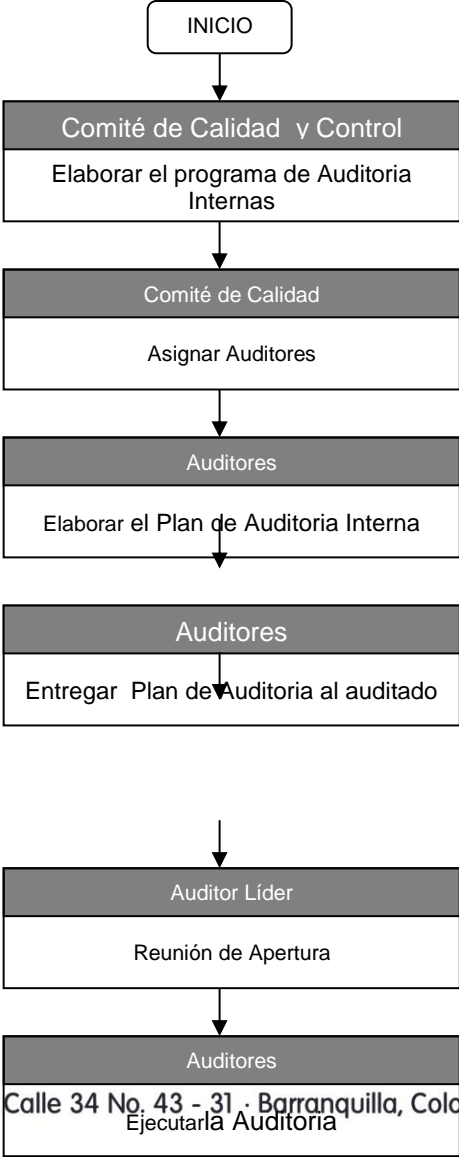 INICIO
Comité de Calidad y Control
Elaborar el programa de Auditoria
Internas
Comité de Calidad
Asignar Auditores
Auditores
Elaborar el Plan de Auditoria Interna
Auditores
Entregar Plan de Auditoria al auditado
Auditor Líder
Reunión de Apertura
Auditores
Calle 34 No. 43 - 31 · Barranquilla, Colo
Ejecutarla Auditoria